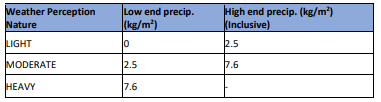 Weather Perception Nature	Low end precip. (kg/m²)	High end precip. (kg/m²) (Inclusive)
LIGHT	0	2.5
MODERATE	2.5	7.6
HEAVY	7.6	-